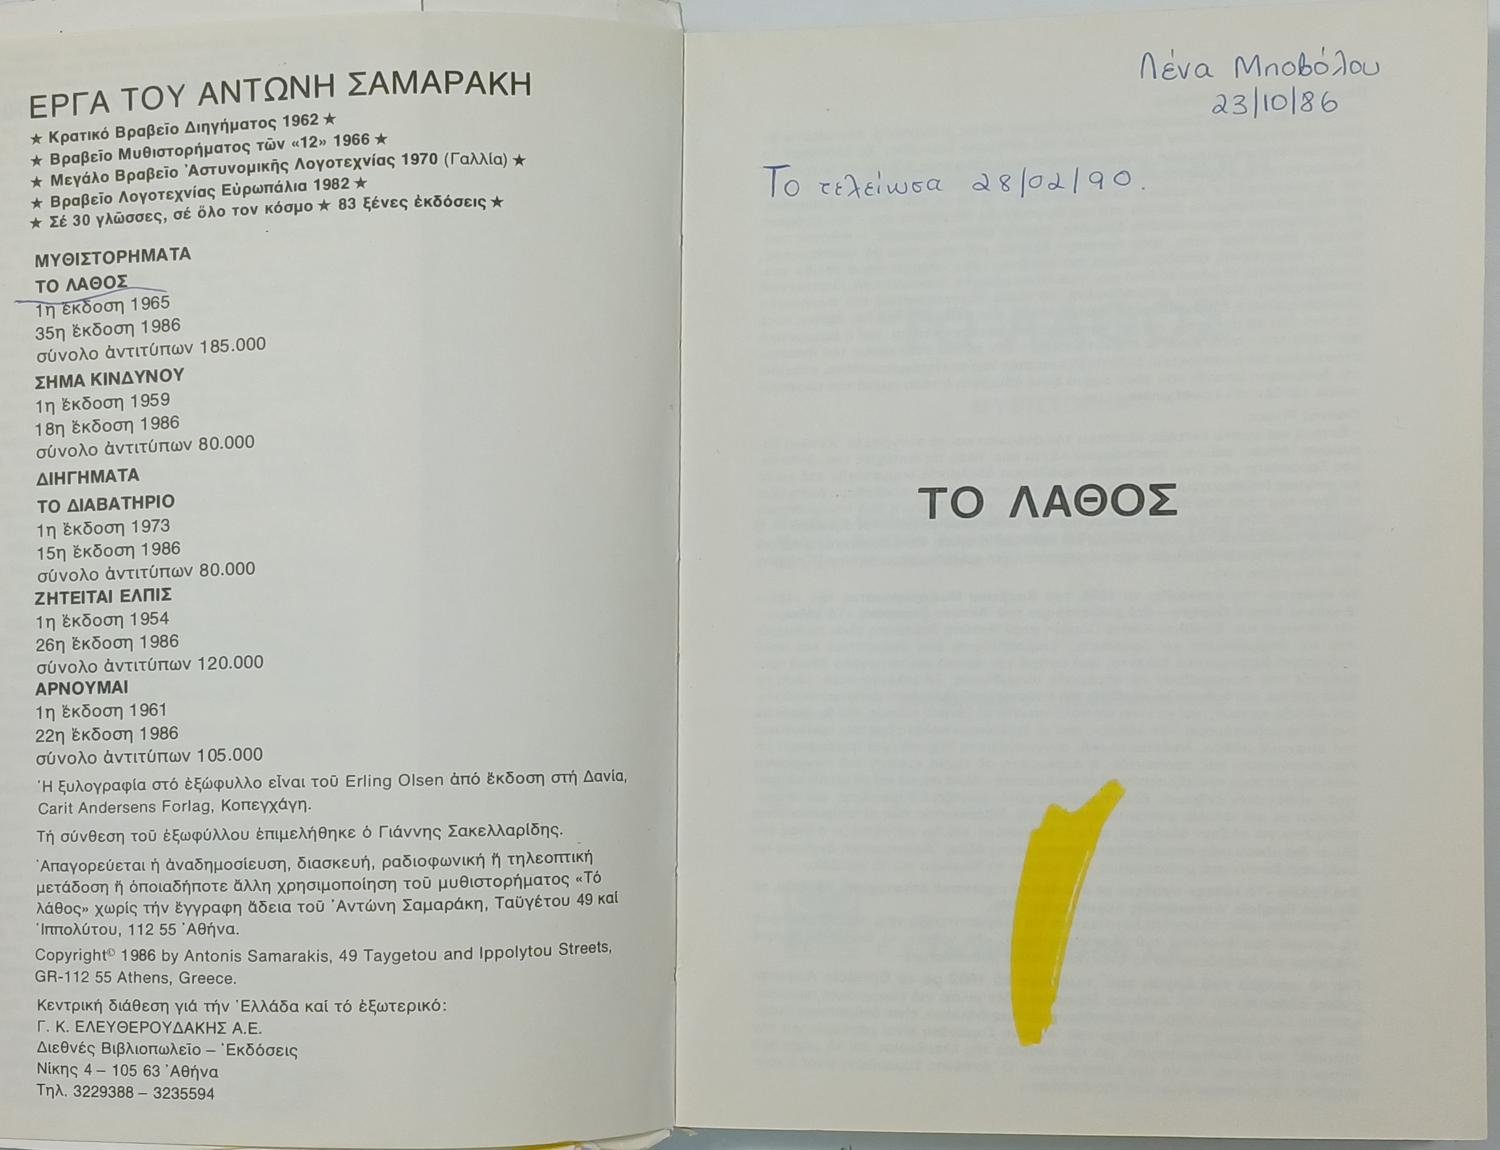 ΕΡΓΑ ΤΟΥ ΑΝΤΩΝΗ ΣΑΜΑΡΑΚΗ
★ Κρατικό Βραβεῖο Διηγήματος 1962 ★
★ Βραβεῖο Μυθιστορήματος τῶν «12» 1966 ★
★ Μεγάλο Βραβεῖο Ἀστυνομικῆς Λογοτεχνίας 1970 (Γαλλία) ★
★ Βραβεῖο Λογοτεχνίας Εὐρωπάλια 1982 ★
★ Σέ 30 γλῶσσες, σέ ὅλο τον κόσμο ★ 83 ξένες ἐκδόσεις ★
ΜΥΘΙΣΤΟΡΗΜΑΤΑ
ΤΟ ΛΑΘΟΣ
1η ἔκδοση 1965
35η ἔκδοση 1986
σύνολο ἀντιτύπων 185.000
ΣΗΜΑ ΚΙΝΔΥΝΟΥ
1η ἔκδοση 1959
18η ἔκδοση 1986
σύνολο ἀντιτύπων 80.000
ΔΙΗΓΗΜΑΤΑ
ΤΟ ΔΙΑΒΑΤΗΡΙΟ
1η ἔκδοση 1973
15η ἔκδοση 1986
σύνολο ἀντιτύπων 80.000
ΖΗΤΕΙΤΑΙ ΕΛΠΙΣ
1η ἔκδοση 1954
26η ἔκδοση 1986
σύνολο ἀντιτύπων 120.000
ΑΡΝΟΥΜΑΙ
1η ἔκδοση 1961
22η ἔκδοση 1986
σύνολο ἀντιτύπων 105.000
Ἡ ξυλογραφία στό ἐξώφυλλο εἶναι τοῦ Erling Olsen ἀπό ἔκδοση στή Δανία,
Carit Andersens Forlag, Κοπεγχάγη.
Τή σύνθεση τοῦ ἐξωφύλλου ἐπιμελήθηκε ὁ Γιάννης Σακελλαρίδης.
Ἀπαγορεύεται ἡ ἀναδημοσίευση, διασκευή, ραδιοφωνική ἤ τηλεοπτική
μετάδοση ἤ ὁποιαδήποτε ἄλλη χρησιμοποίηση τοῦ μυθιστορήματος «Τό
λάθος» χωρίς τήν ἔγγραφη ἄδεια τοῦ Ἀντώνη Σαμαράκη, Ταϋγέτου 49 καί
Ἱππολύτου, 112 55 Ἀθήνα.
Copyright© 1986 by Antonis Samarakis, 49 Taygetou and Ippolytou Streets,
GR-112 55 Athens, Greece.
Κεντρική διάθεση γιά τήν Ἑλλάδα καί τό ἐξωτερικό:
Γ. Κ. ΕΛΕΥΘΕΡΟΥΔΑΚΗΣ Α.Ε.
Διεθνές Βιβλιοπωλεῖο – Ἐκδόσεις
Νίκης 4 – 105 63 Ἀθήνα
Τηλ. 3229388 – 3235594
Λένα Μποβόλου
23/10/86
Το τελείωσα 28/02/90.
ΤΟ ΛΑΘΟΣ